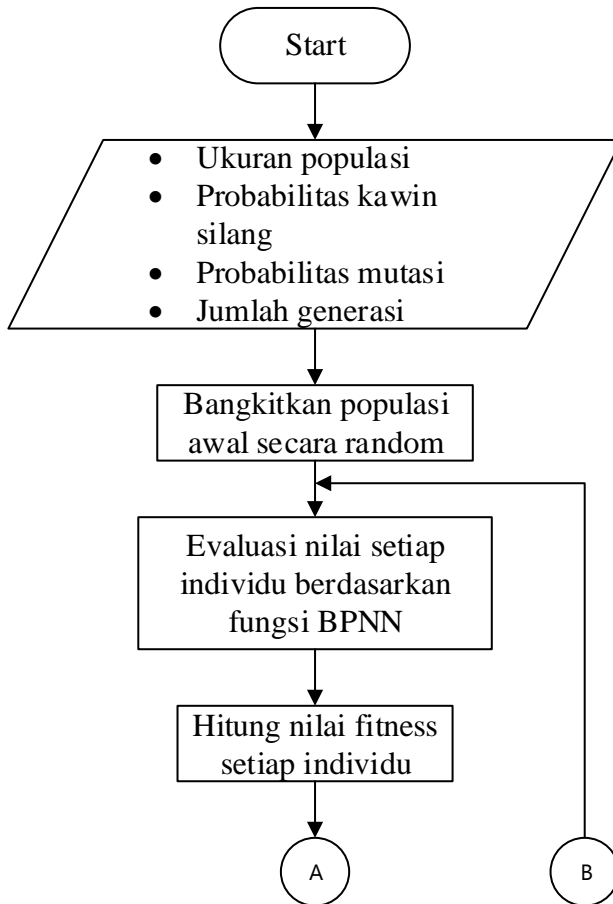 Start
• Ukuran populasi
• Probabilitas kawin
silang
• Probabilitas mutasi
• Jumlah generasi
Bangkitkan populasi
awal secara random
Evaluasi nilai setiap
individu berdasarkan
fungsi BPNN
Hitung nilai fitness
setiap individu
A
B